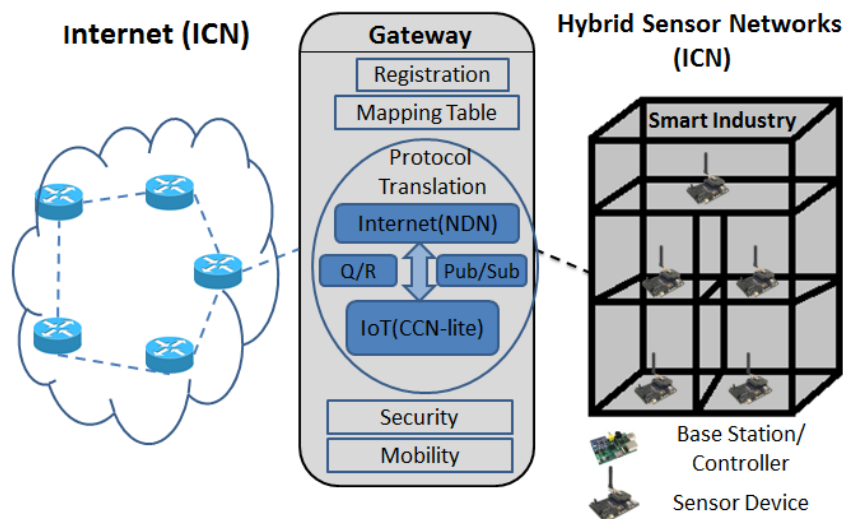 Internet (ICN)
Gateway
Registration
Mapping Table
Protocol
Translation
Internet(NDN)
Q/R
Pub/Sub
IoT(CCN-lite)
Security
Mobility
Hybrid Sensor Networks
(ICN)
Smart Industry
Base Station/
Controller
Sensor Device